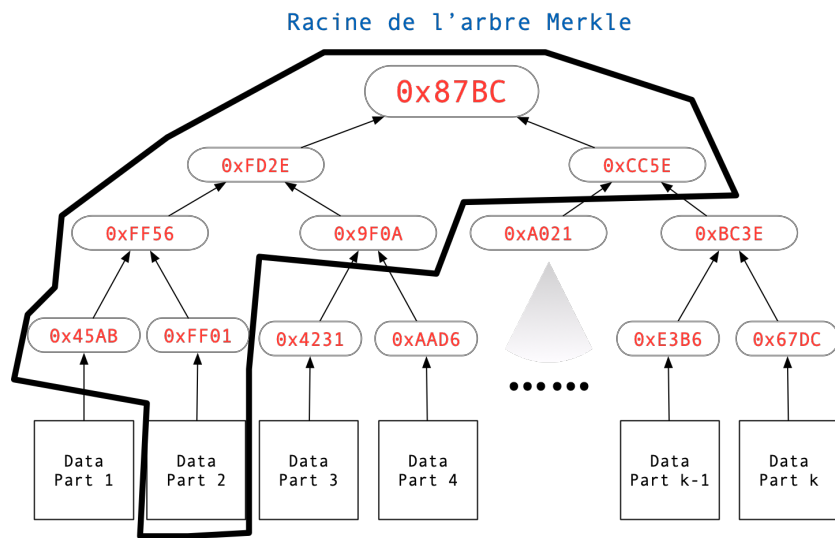 Racine de l'arbre Merkle
0x87BC
0xFD2E
0xCC5E
0xFF56
0x9F0A
0xA021
0xBC3E
0x45AB
0xFF01
0x4231
0xAAD6
0xE3B6
0x67DC
Data
Part 1
Data
Part 2
Data
Part 3
Data
Part 4
Data
Part k-1
Data
Part k